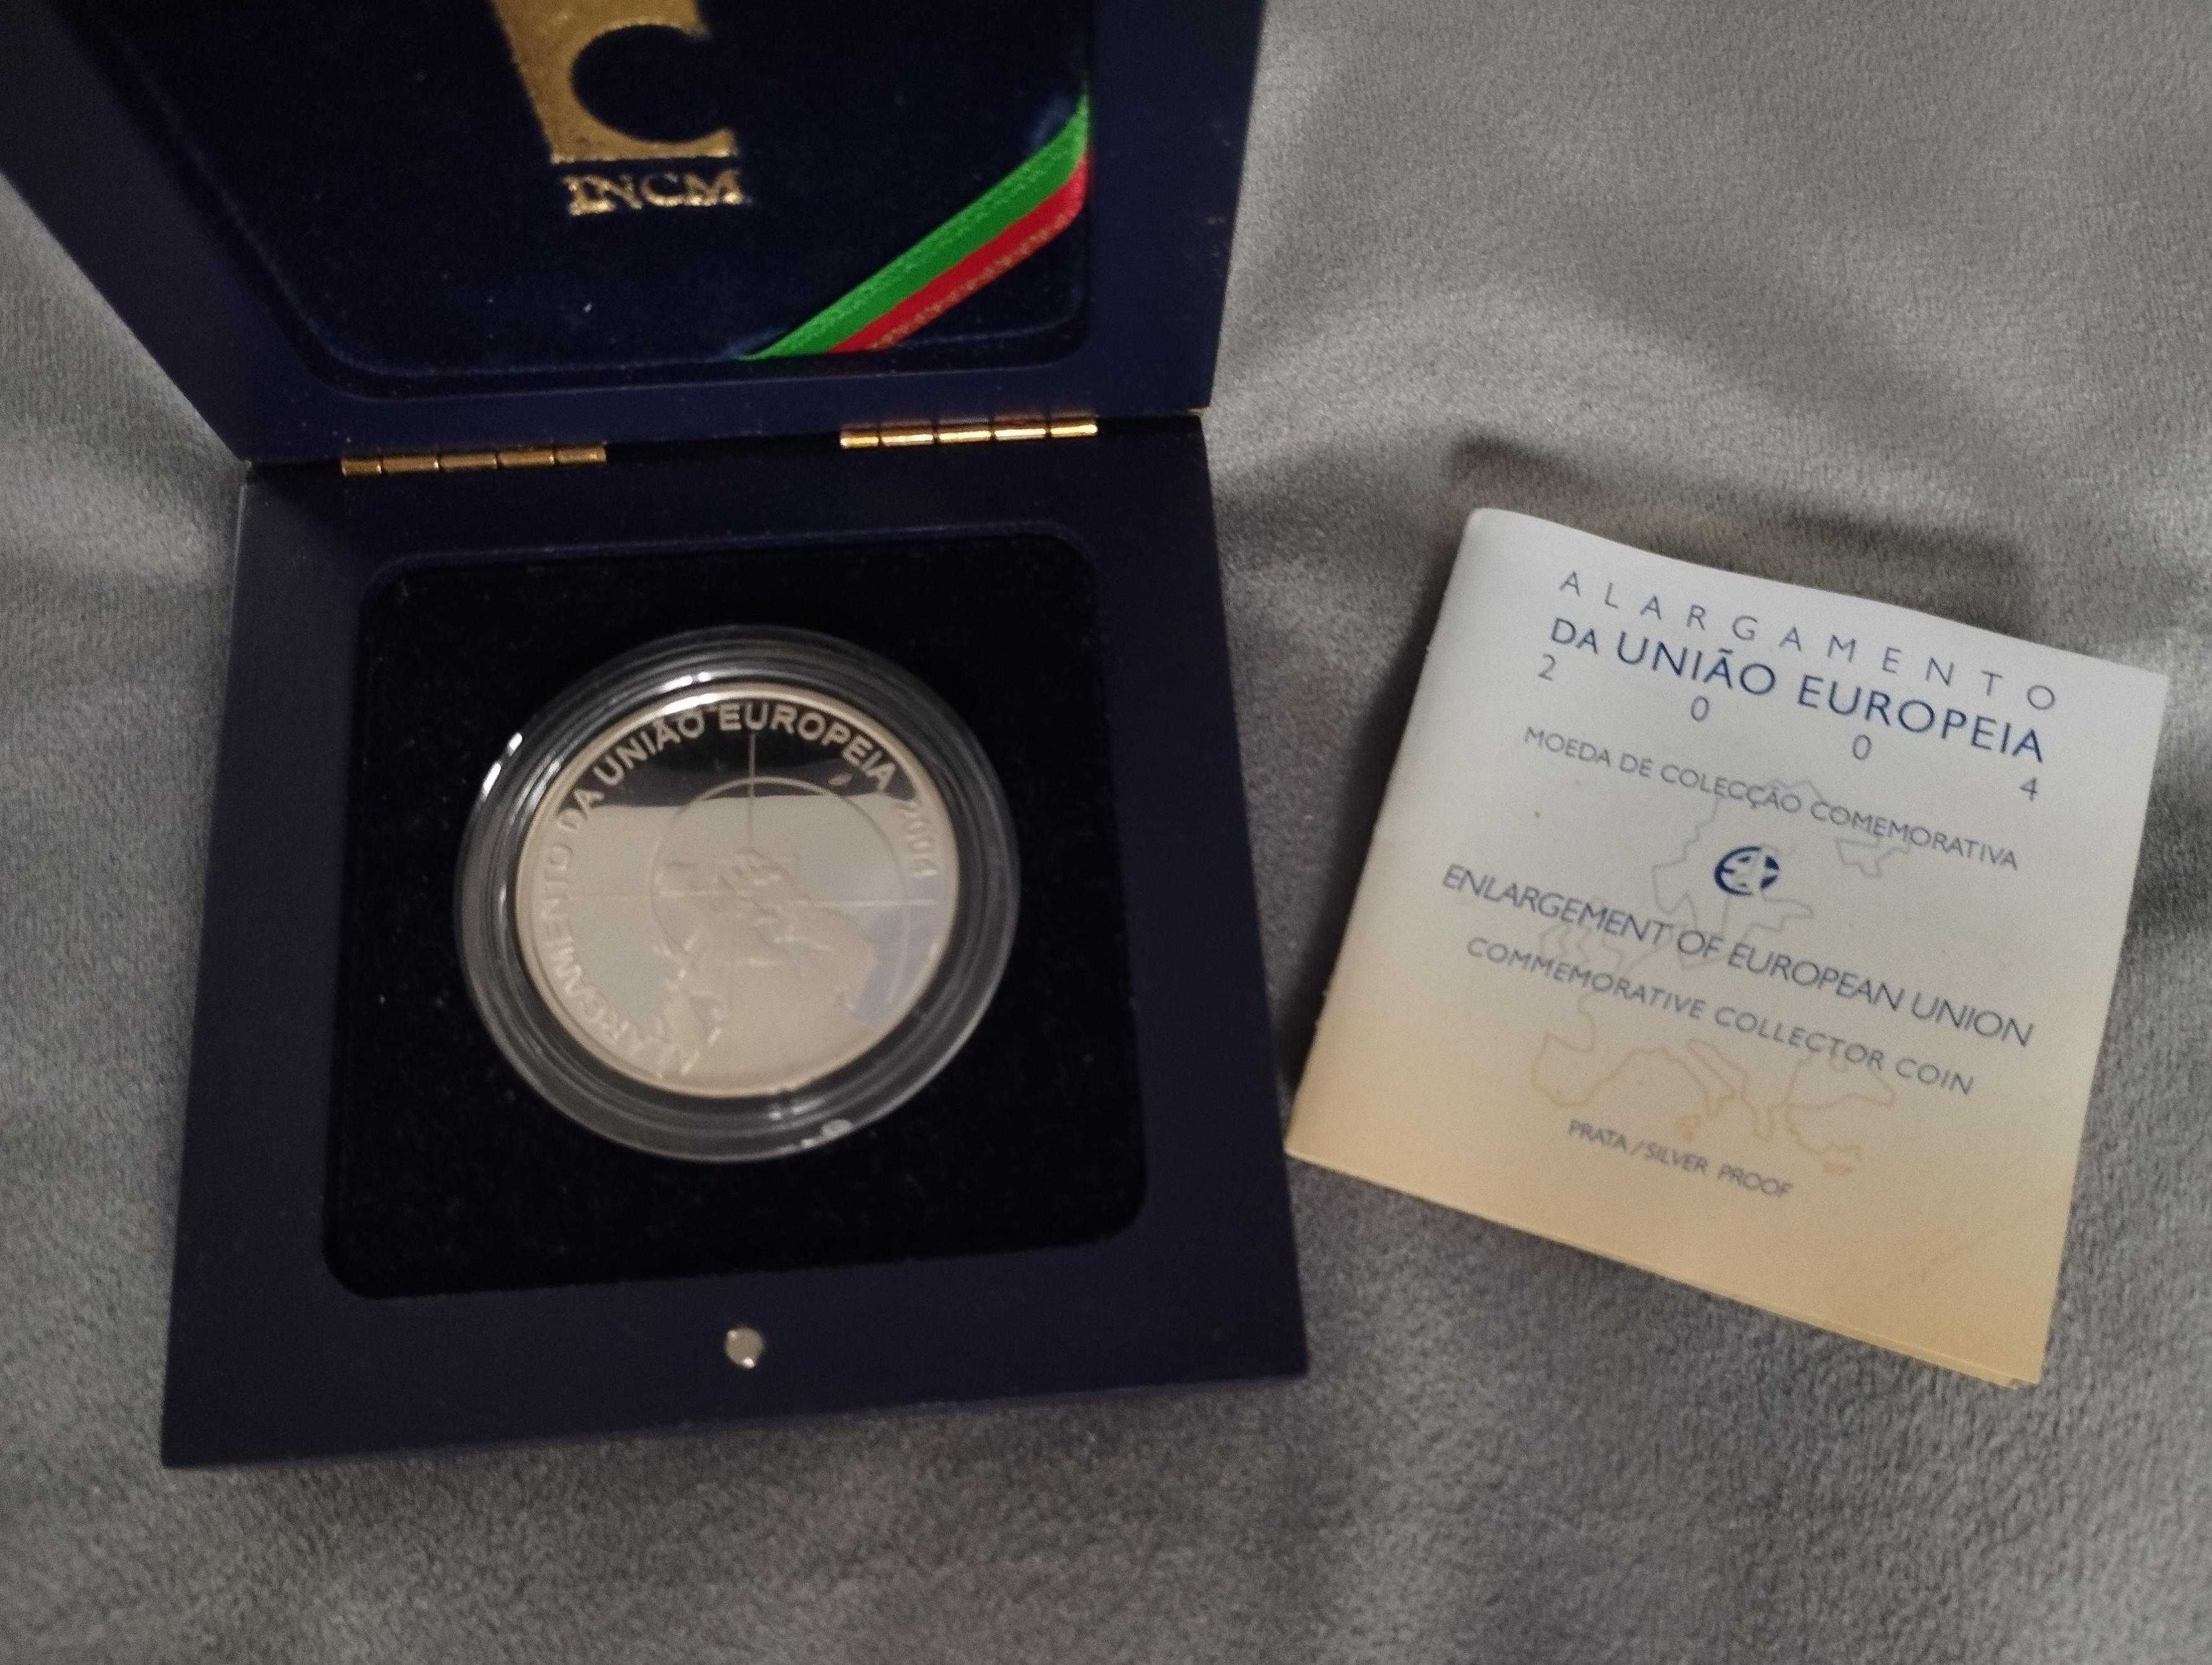 INCM
ALARGAMENTO DA UNIÃO EUROPEIA 2004
ALARGAMENTO
DA UNIÃO EUROPEIA
2 0 0 4
MOEDA DE COLECÇÃO COMEMORATIVA
ENLARGEMENT OF EUROPEAN UNION
COMMEMORATIVE COLLECTOR COIN
PRATA/SILVER PROOF